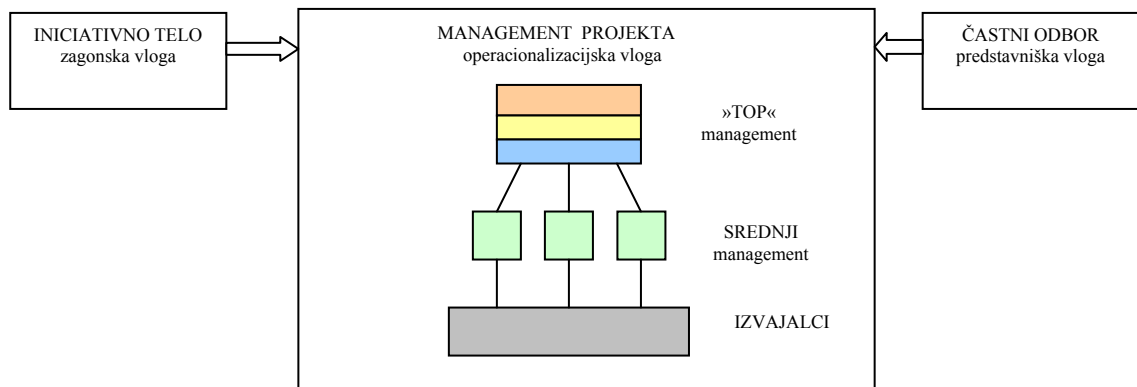 INICIATIVNO TELO
zagonska vloga
MANAGEMENT PROJEKTA
operacionalizacijska vloga
ČASTNI ODBOR
predstavniška vloga
»TOP«
management
SREDNJI
management
IZVAJALCI